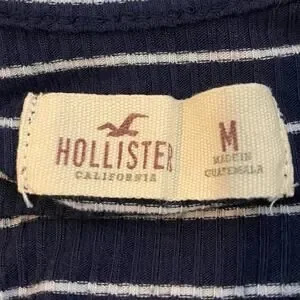 HOLLISTER
CALIFORNIA
M
MADE IN
GUATEMALA